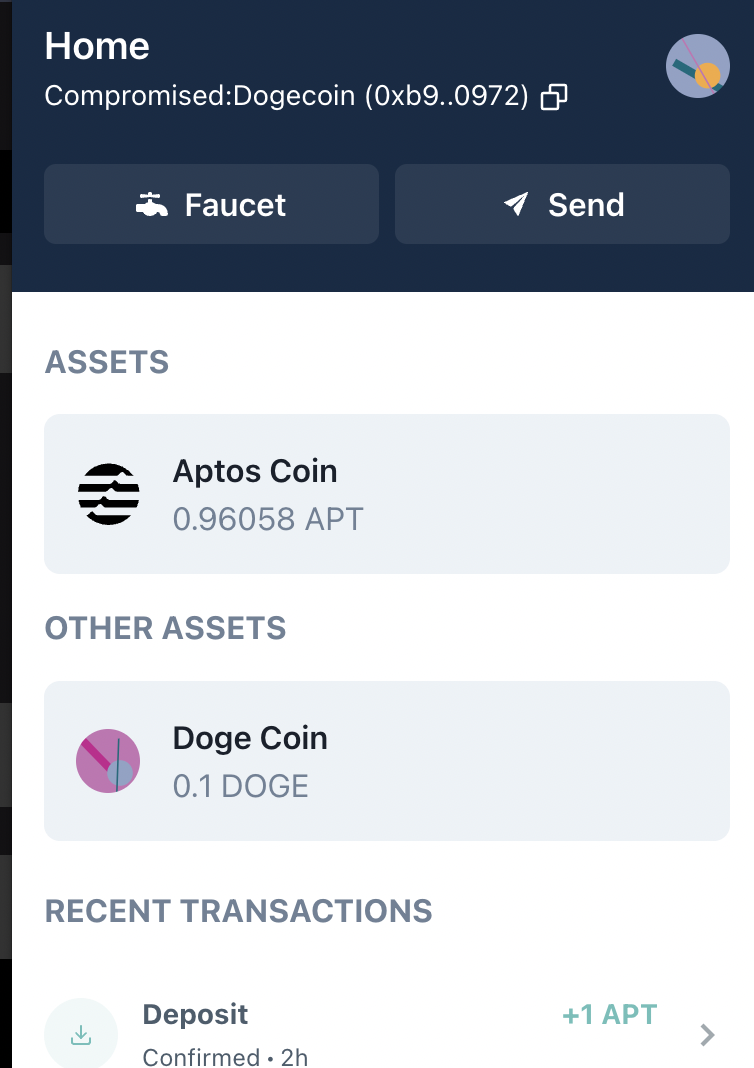 Home
Compromised:Dogecoin (0xb9..0972)
Faucet
Send
ASSETS
Aptos Coin
0.96058 APT
OTHER ASSETS
Doge Coin
0.1 DOGE
RECENT TRANSACTIONS
Deposit
+1 APT
Confirmed • 2h